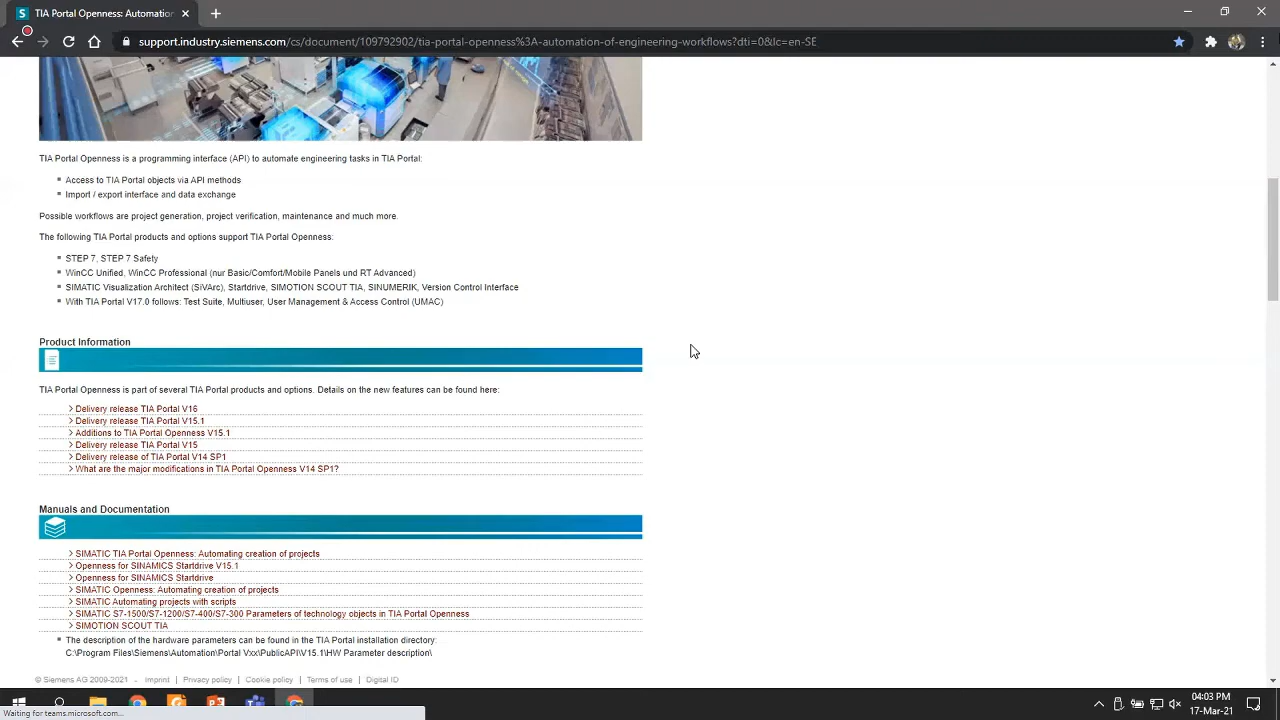 TIA Portal Openness: Automation
support.industry.siemens.com/cs/document/109792902/tia-portal-openness%3A-automation-of-engineering-workflows?dti=0&lc=en-SE
TIA Portal Openness is a programming interface (API) to automate engineering tasks in TIA Portal:
Access to TIA Portal objects via API methods
Import / export interface and data exchange
Possible workflows are project generation, project verification, maintenance and much more.
The following TIA Portal products and options support TIA Portal Openness:
STEP 7, STEP 7 Safety
WinCC Unified, WinCC Professional (nur Basic/Comfort/Mobile Panels und RT Advanced)
SIMATIC Visualization Architect (SiVArc), Startdrive, SIMOTION SCOUT TIA, SINUMERIK, Version Control Interface
With TIA Portal V17.0 follows: Test Suite, Multiuser, User Management & Access Control (UMAC)
Product Information
TIA Portal Openness is part of several TIA Portal products and options. Details on the new features can be found here:
Delivery release TIA Portal V16
Delivery release TIA Portal V15.1
Additions to TIA Portal Openness V15.1
Delivery release TIA Portal V15
Delivery release of TIA Portal V14 SP1
What are the major modifications in TIA Portal Openness V14 SP1?
Manuals and Documentation
SIMATIC TIA Portal Openness: Automating creation of projects
Openness for SINAMICS Startdrive V15.1
Openness for SINAMICS Startdrive
SIMATIC Openness: Automating creation of projects
SIMATIC Automating projects with scripts
SIMATIC S7-1500/S7-1200/S7-400/S7-300 Parameters of technology objects in TIA Portal Openness
SIMOTION SCOUT TIA
The description of the hardware parameters can be found in the TIA Portal installation directory:
C:\Program Files\Siemens\Automation\Portal Vxx\PublicAPI\V15.1\HW Parameter description\
© Siemens AG 2009-2021 - Imprint | Privacy policy | Cookie policy | Terms of use | Digital ID
Waiting for teams.microsoft.com...
04:03 PM
17-Mar-21